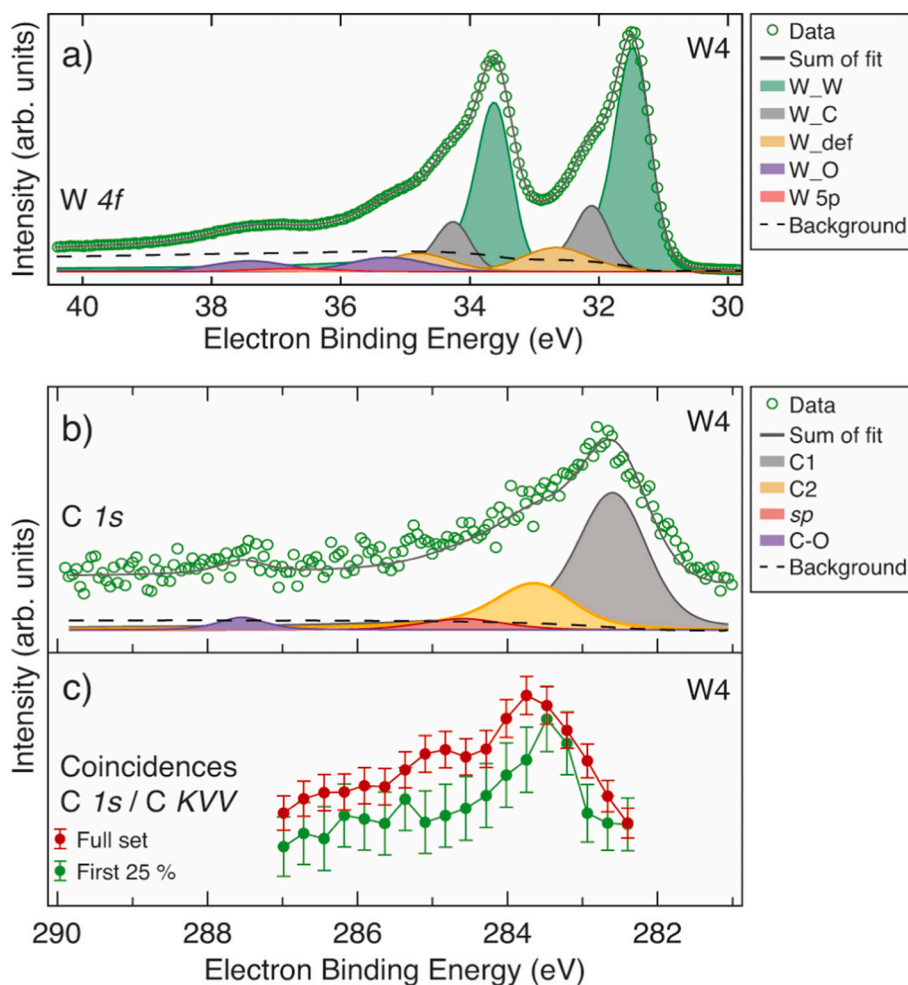 a)
W4
W 4f
Intensity (arb. units)
40 38 36 34 32 30
Electron Binding Energy (eV)
Data
Sum of fit
W_W
W_C
W_def
W_O
W 5p
Background
b)
W4
C 1s
Intensity (arb. units)
Data
Sum of fit
C1
C2
sp
C-O
Background
c)
W4
Coincidences
C 1s / C KVV
Full set
First 25 %
290 288 286 284 282
Electron Binding Energy (eV)